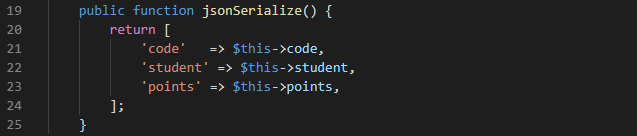 19 public function jsonSerialize() {
20 return [
21 'code'   => $this->code,
22 'student' => $this->student,
23 'points' => $this->points,
24 ];
25 }